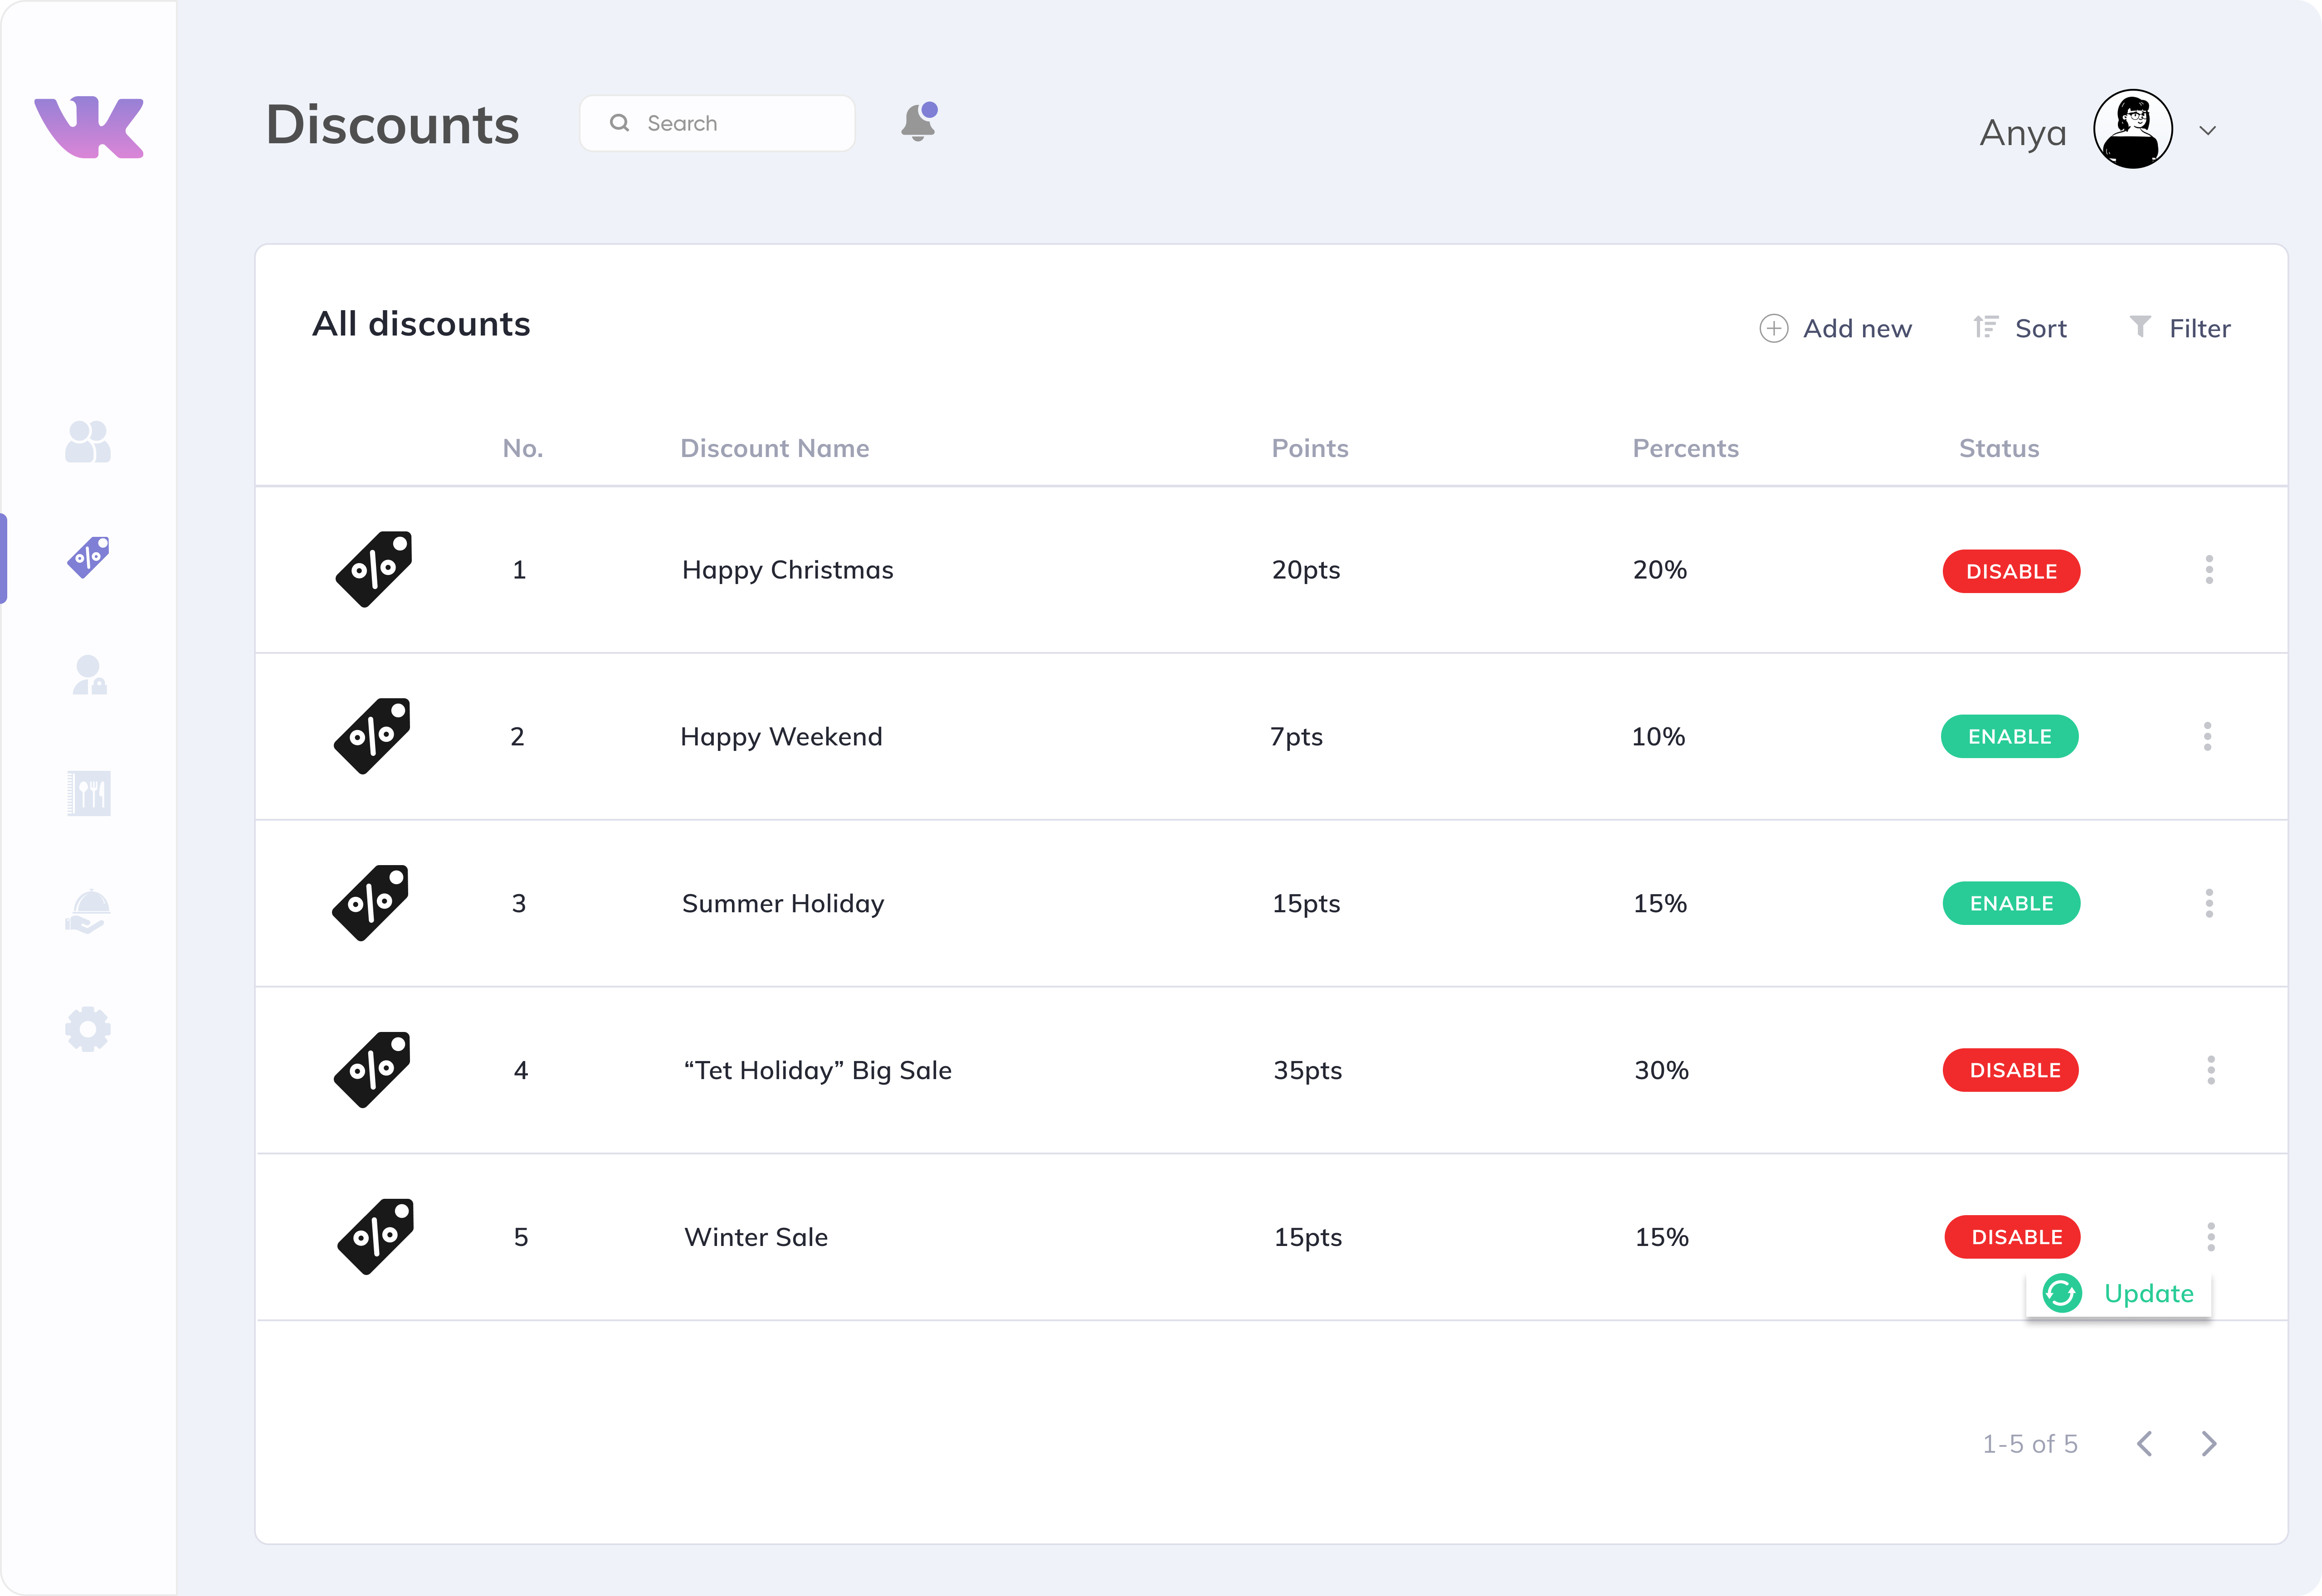 Discounts
Search
Anya
All discounts
Add new
Sort
Filter
No. Discount Name Points Percents Status
1 Happy Christmas 20pts 20% DISABLE
2 Happy Weekend 7pts 10% ENABLE
3 Summer Holiday 15pts 15% ENABLE
4 “Tet Holiday” Big Sale 35pts 30% DISABLE
5 Winter Sale 15pts 15% DISABLE
Update
1-5 of 5